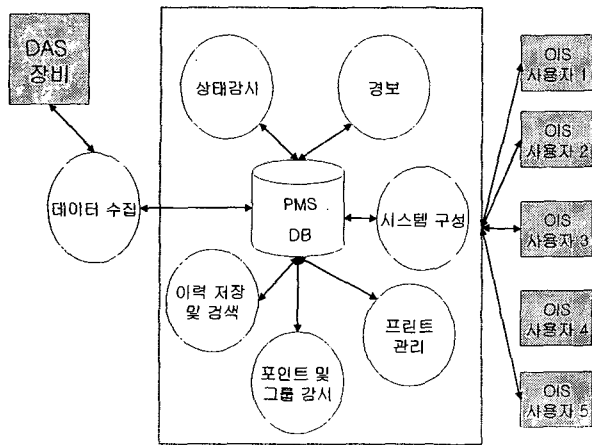 DAS
장비
상태감사
경보
OIS
사용자 1
OIS
사용자 2
데이터 수집
PMS
DB
시스템 구성
OIS
사용자 3
이력 저장
및 검색
프린트
관리
OIS
사용자 4
포인트 및
그룹 감시
OIS
사용자 5